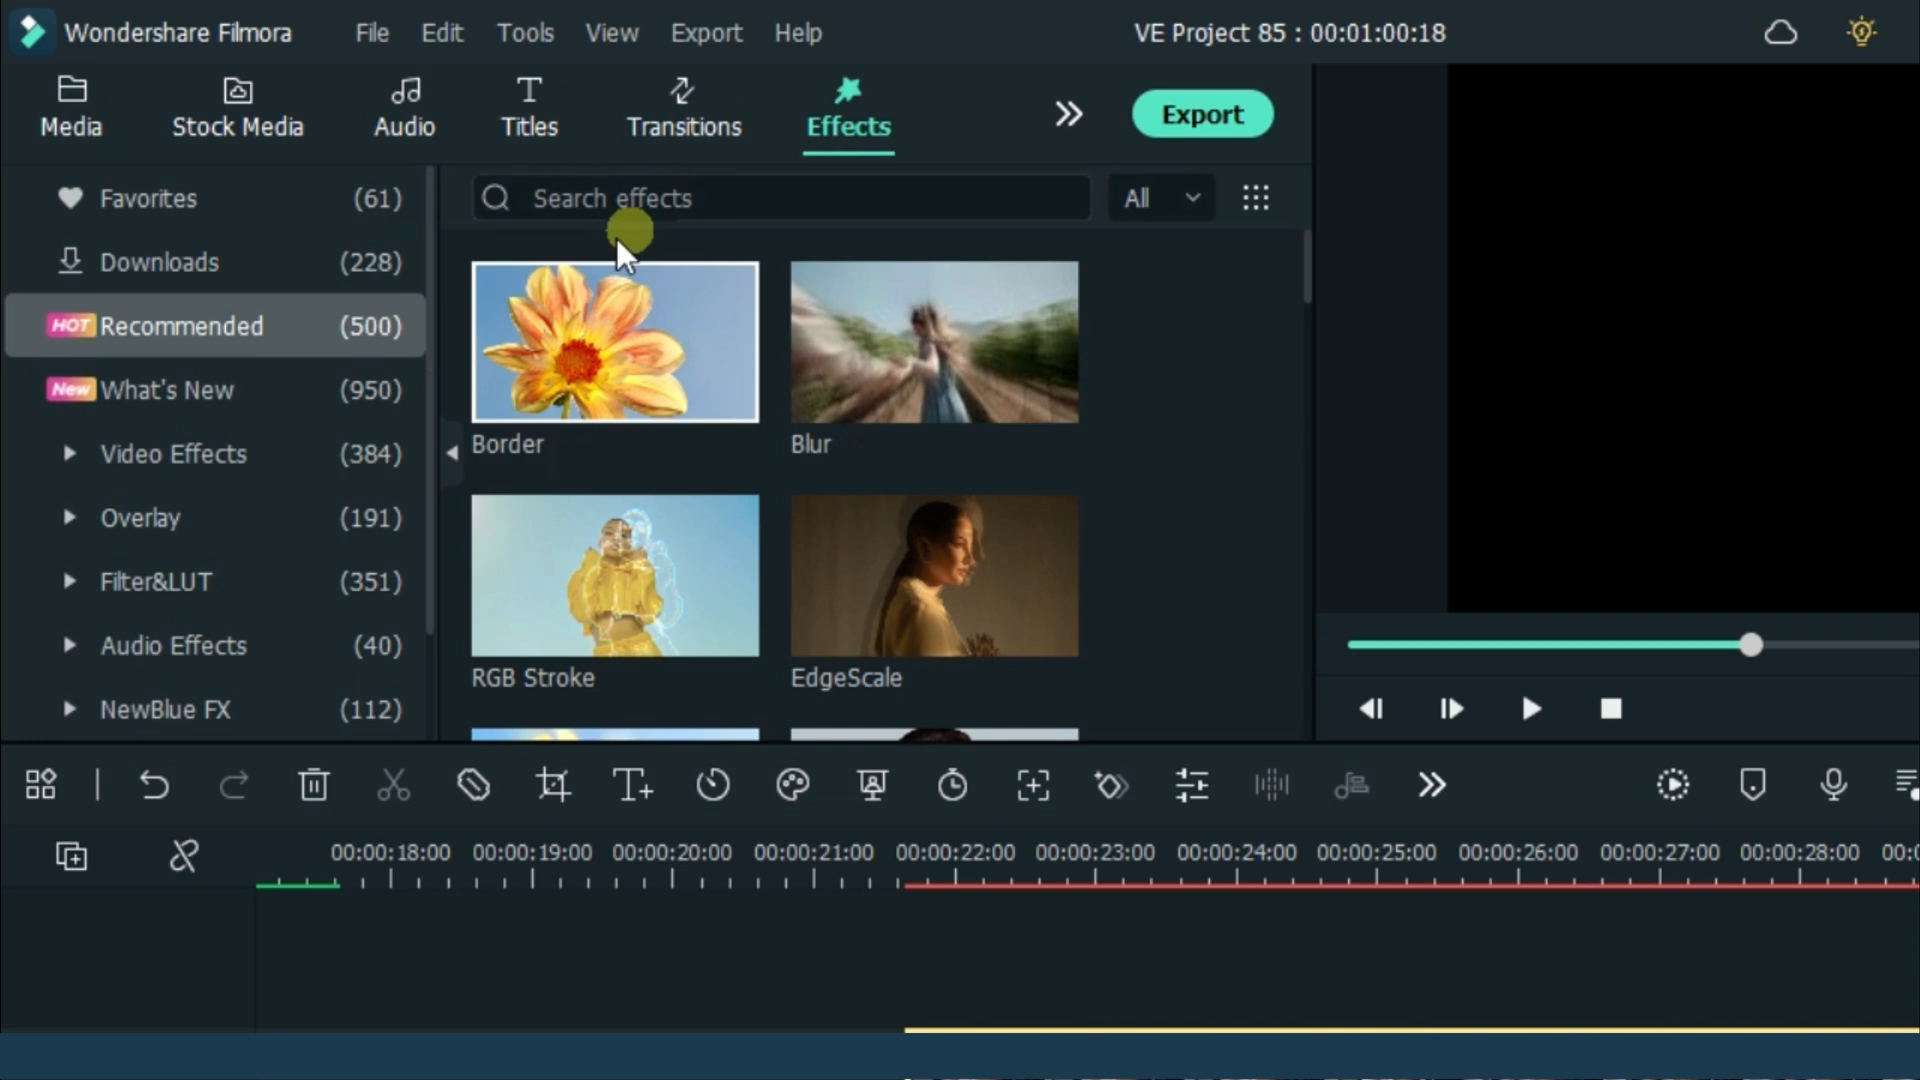 Wondershare Filmora File Edit Tools View Export Help VE Project 85 : 00:01:00:18
Media Stock Media Audio Titles Transitions Effects Export
Search effects All
Favorites (61)
Downloads (228)
HOT Recommended (500)
New What's New (950)
Video Effects (384)
Overlay (191)
Filter&LUT (351)
Audio Effects (40)
NewBlue FX (112)
Border Blur
RGB Stroke EdgeScale
00:00:18:00 00:00:19:00 00:00:20:00 00:00:21:00 00:00:22:00 00:00:23:00 00:00:24:00 00:00:25:00 00:00:26:00 00:00:27:00 00:00:28:00 00:0